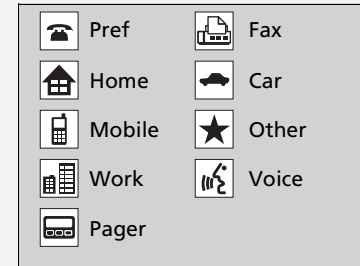 Pref Fax
Home Car
Mobile Other
Work Voice
Pager